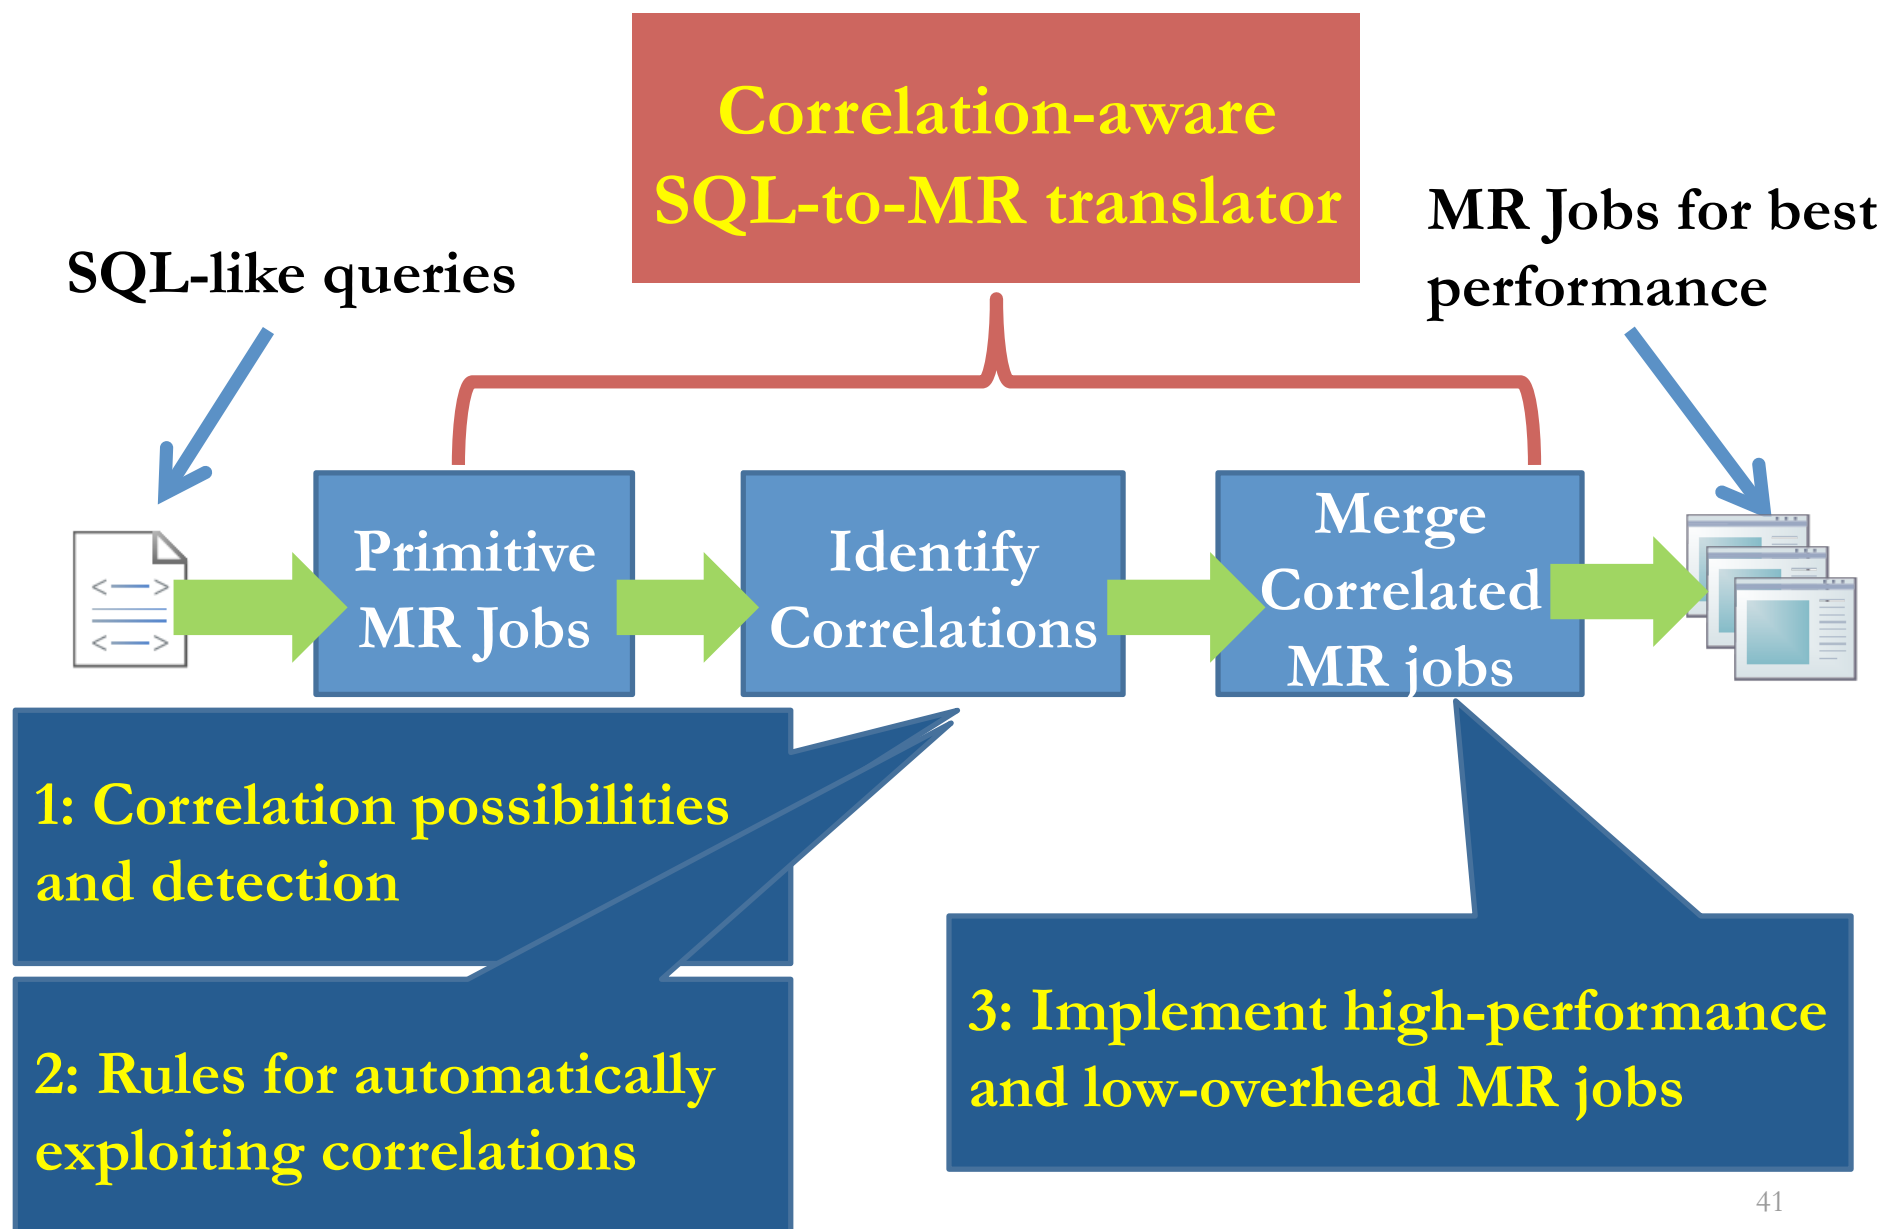 Correlation-aware
SQL-to-MR translator
SQL-like queries
MR Jobs for best
performance
Primitive
MR Jobs
Identify
Correlations
Merge
Correlated
MR jobs
1: Correlation possibilities
and detection
2: Rules for automatically
exploiting correlations
3: Implement high-performance
and low-overhead MR jobs
41